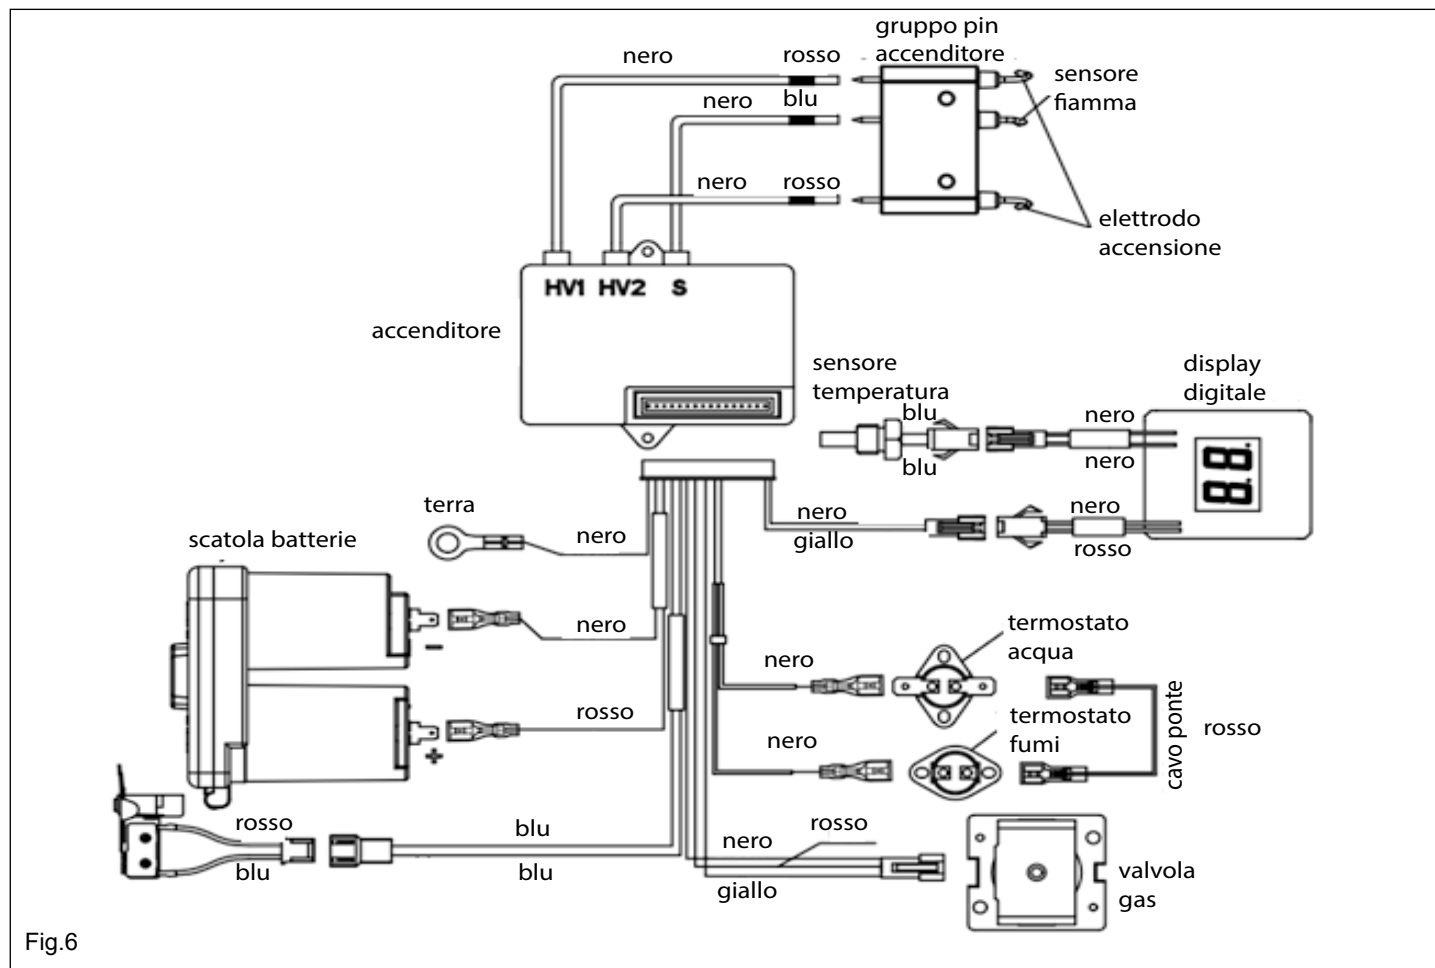 gruppo pin
accenditore
nero
rosso
sensore
fiamma
nero
blu
nero
rosso
elettrodo
accensione
HV1 HV2 S
accenditore
sensore
temperatura
display
digitale
blu
nero
blu
nero
88
terra
nero
nero
nero
giallo
rosso
scatola batterie
nero
-
termostato
acqua
nero
rosso
termostato
fumi
nero
cavo ponte
rosso
+
rosso
blu
nero
rosso
blu
blu
giallo
valvola
gas
Fig.6